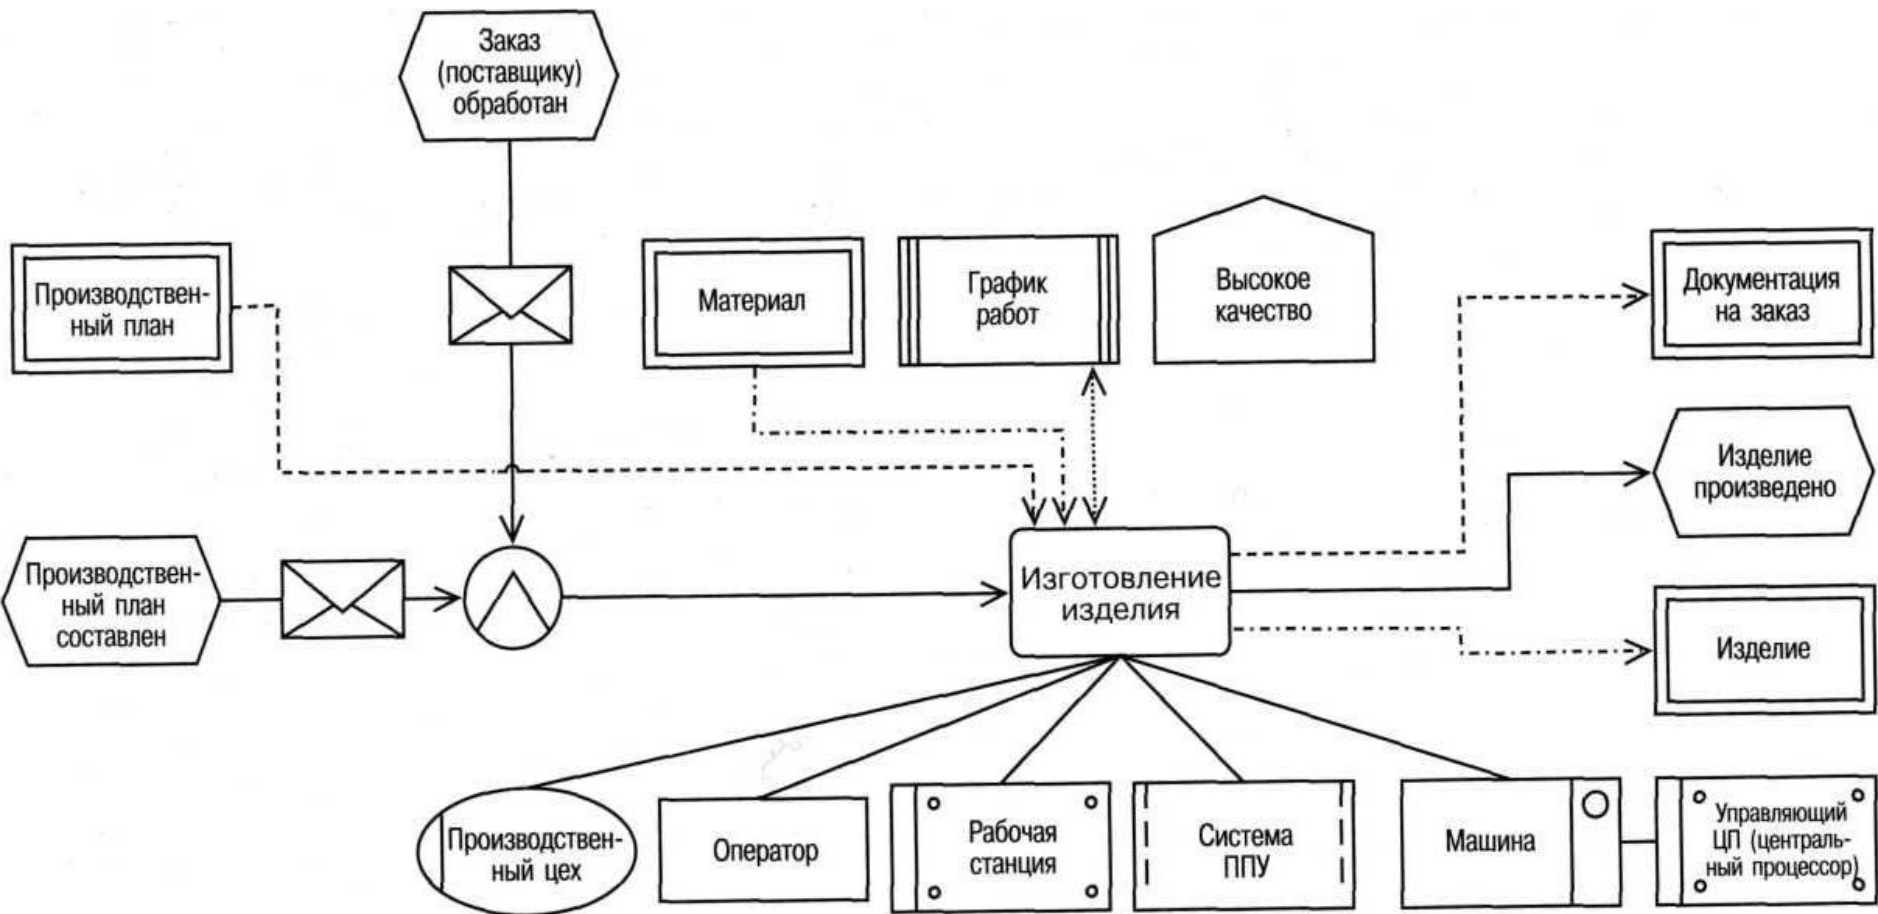 Заказ
(поставщику)
обработан
Производствен-
ный план
Материал
График
работ
Высокое
качество
Документация
на заказ
Изделие
произведено
Производствен-
ный план
составлен
Изготовление
изделия
Изделие
Производствен-
ный цех
Оператор
Рабочая
станция
Система
ППУ
Машина
Управляющий
ЦП (централь-
ный процессор)